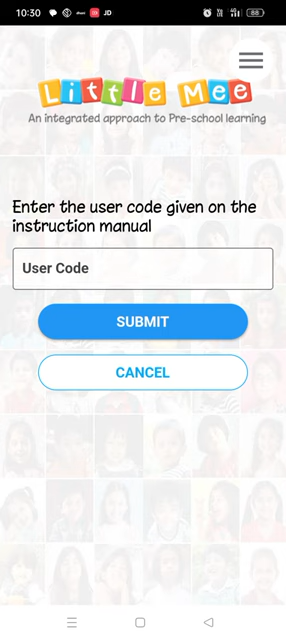 10:30
JD
88
Little Mee
An integrated approach to Pre-school learning
Enter the user code given on the
instruction manual
User Code
SUBMIT
CANCEL